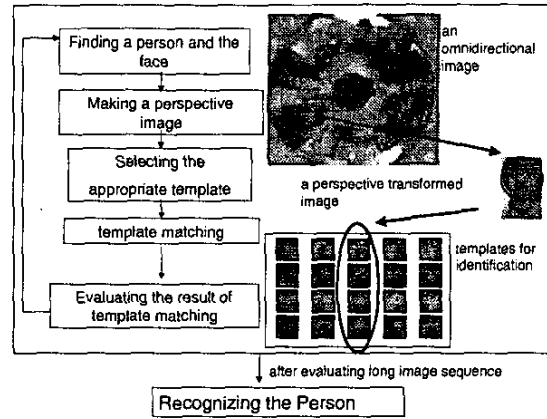 Finding a person and the
face
Making a perspective
image
Selecting the
appropriate template
template matching
Evaluating the result of
template matching
an
omnidirectional
image
a perspective transformed
image
templates for
identification
after evaluating long image sequence
Recognizing the Person